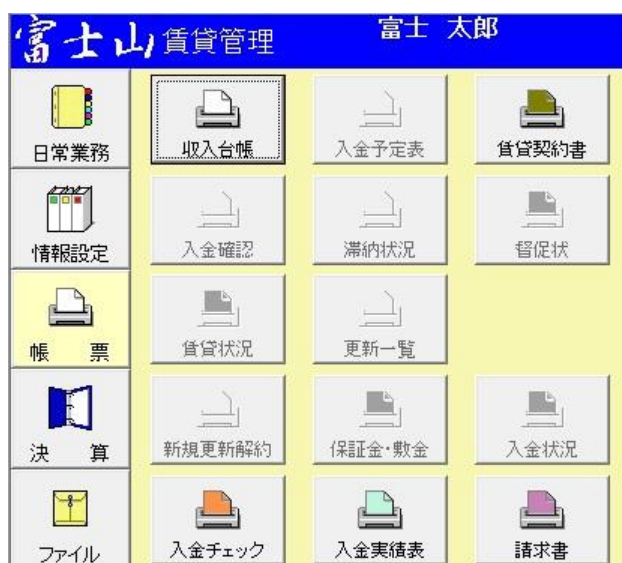 富士山 賃貸管理 富士 太郎
日常業務
収入台帳 入金予定表 賃貸契約書
情報設定
入金確認 滞納状況 督促状
帳 票
賃貸状況 更新一覧
決 算
新規更新解約 保証金・敷金 入金状況
ファイル
入金チェック 入金実績表 請求書